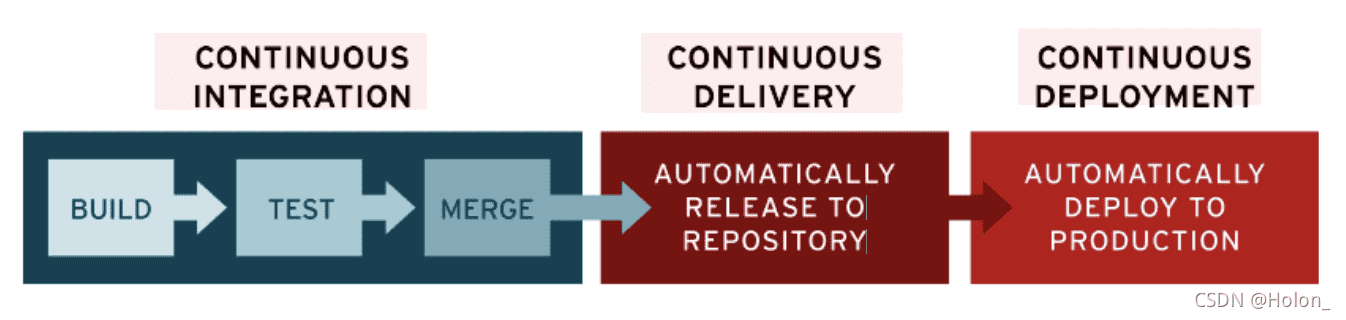 CONTINUOUS
INTEGRATION
CONTINUOUS
DELIVERY
CONTINUOUS
DEPLOYMENT
BUILD
TEST
MERGE
AUTOMATICALLY
RELEASE TO
REPOSITORY
AUTOMATICALLY
DEPLOY TO
PRODUCTION
CSDN @Holon_